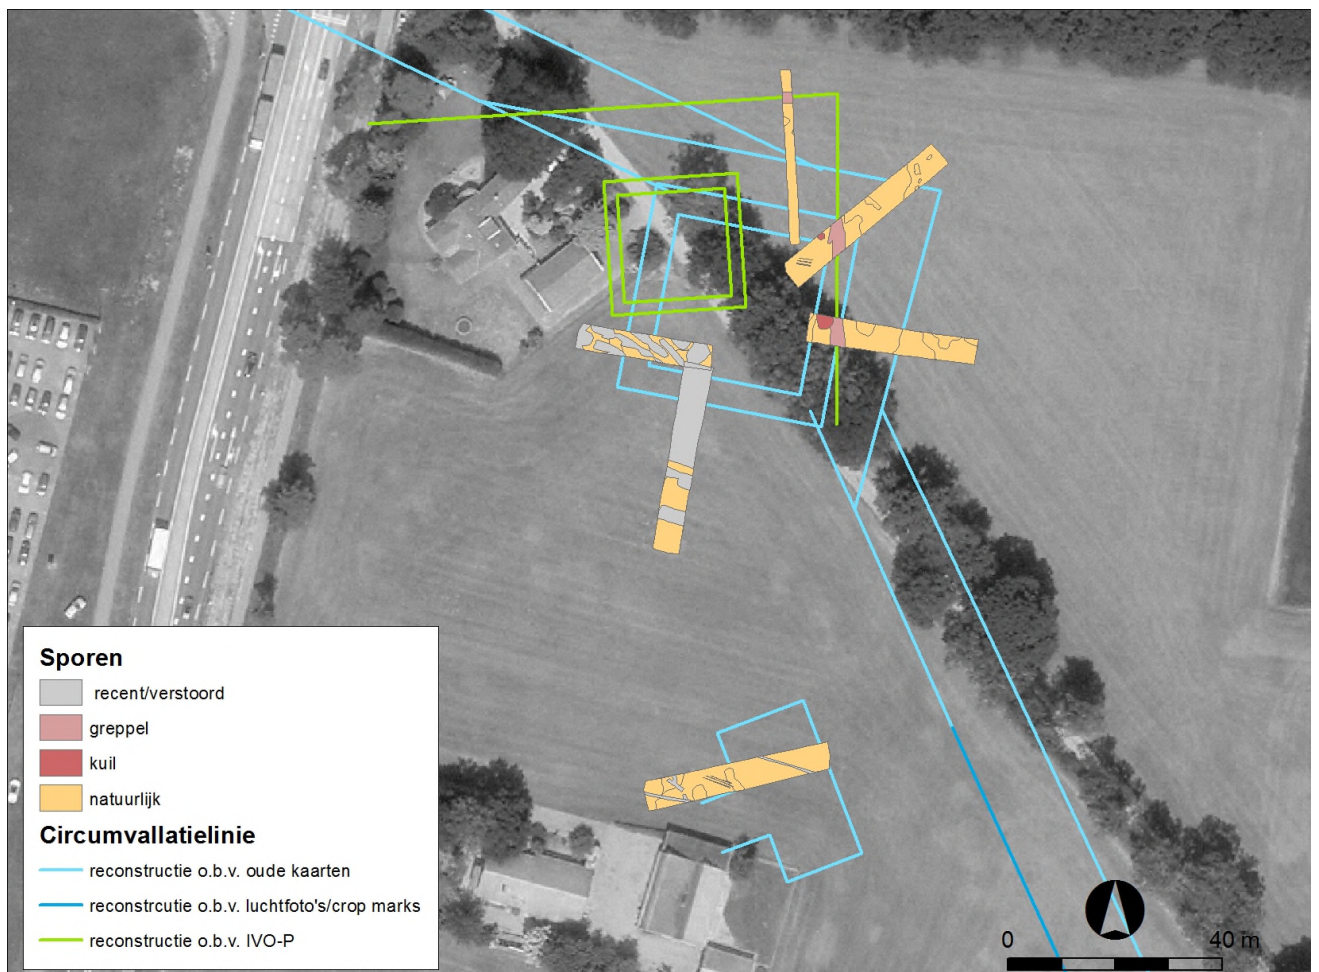 Sporen
recent/verstoord
greppel
kuil
natuurlijk
Circumvallatielinie
reconstructie o.b.v. oude kaarten
reconstrcutie o.b.v. luchtfoto's/crop marks
reconstructie o.b.v. IVO-P
0 40 m